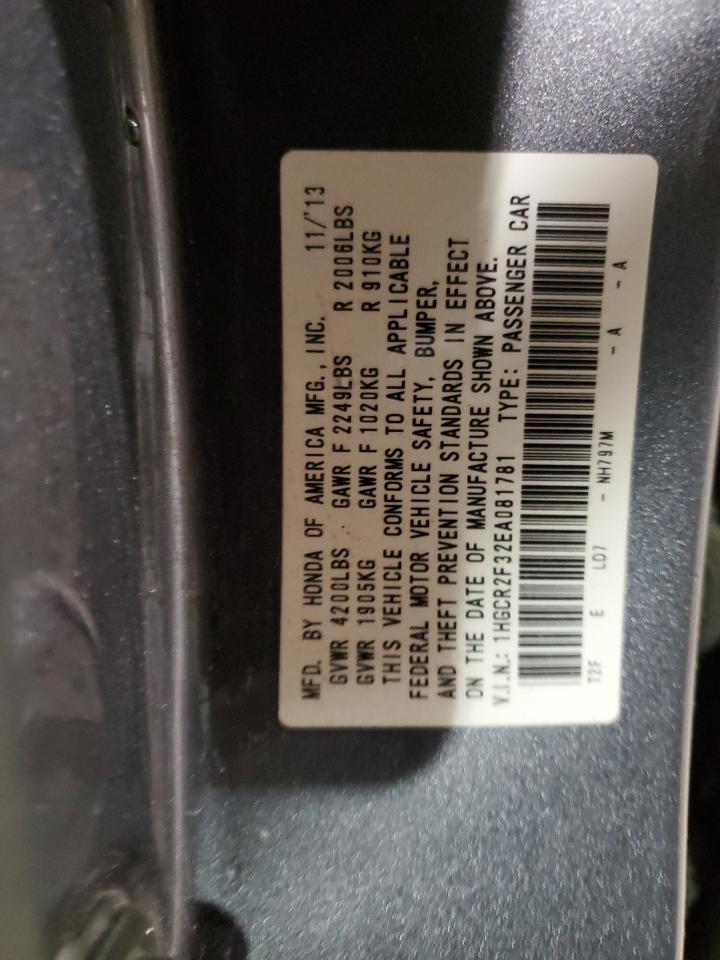 MFD. BY HONDA OF AMERICA MFG., INC. 11/'13
GVWR 4200LBS GAWR F 2249LBS R 2006LBS
GVWR 1905KG GAWR F 1020KG R 910KG
THIS VEHICLE CONFORMS TO ALL APPLICABLE
FEDERAL MOTOR VEHICLE SAFETY, BUMPER,
AND THEFT PREVENTION STANDARDS IN EFFECT
ON THE DATE OF MANUFACTURE SHOWN ABOVE.
V.I.N.: 1HGCR2F32EA081781 TYPE: PASSENGER CAR
T2F E LD7 - NH797M - A - A